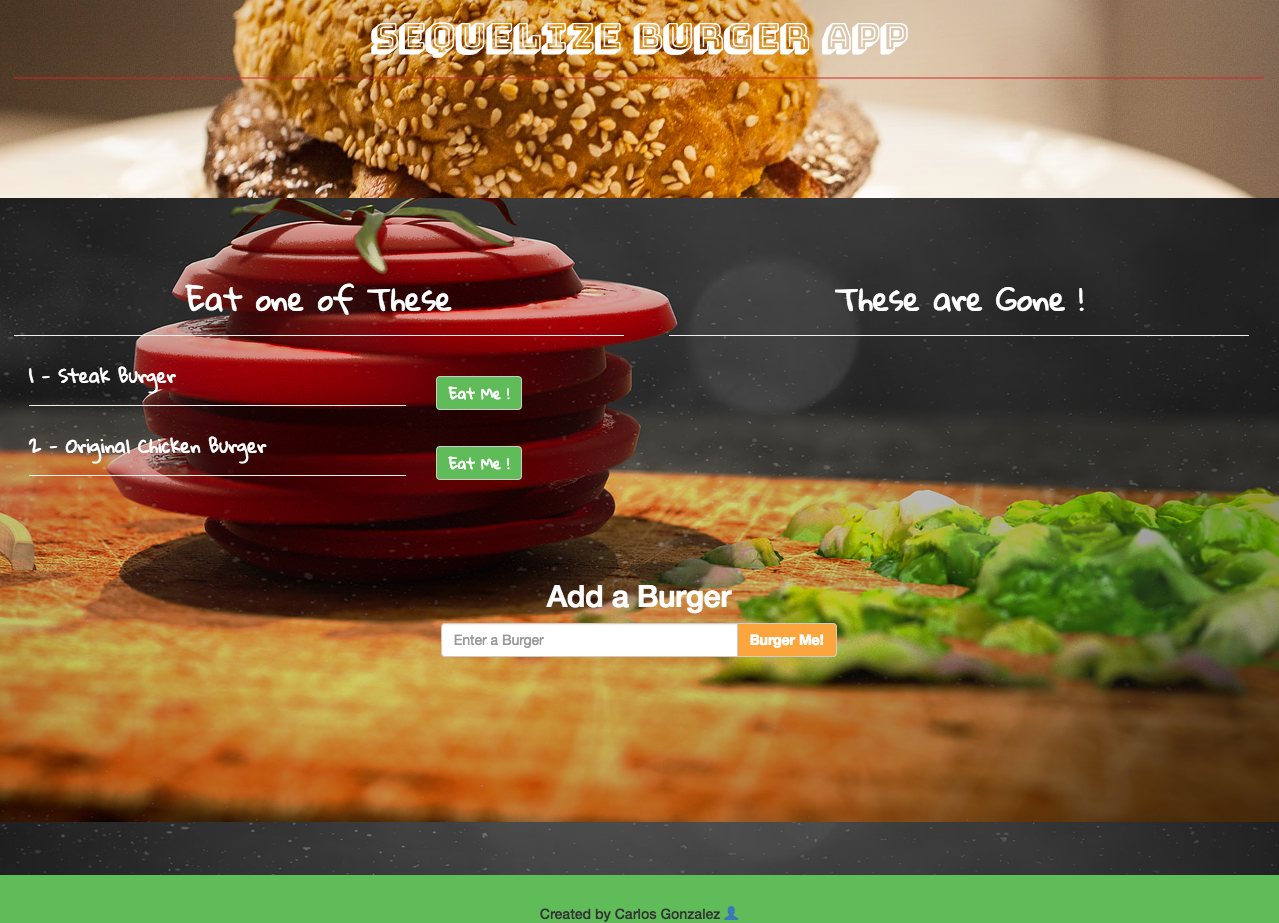 SEQUELIZE BURGER APP
Eat one of These
These are Gone !
1 - Steak Burger
Eat Me !
2 - Original Chicken Burger
Eat Me !
Add a Burger
Enter a Burger
Burger Me!
Created by Carlos Gonzalez